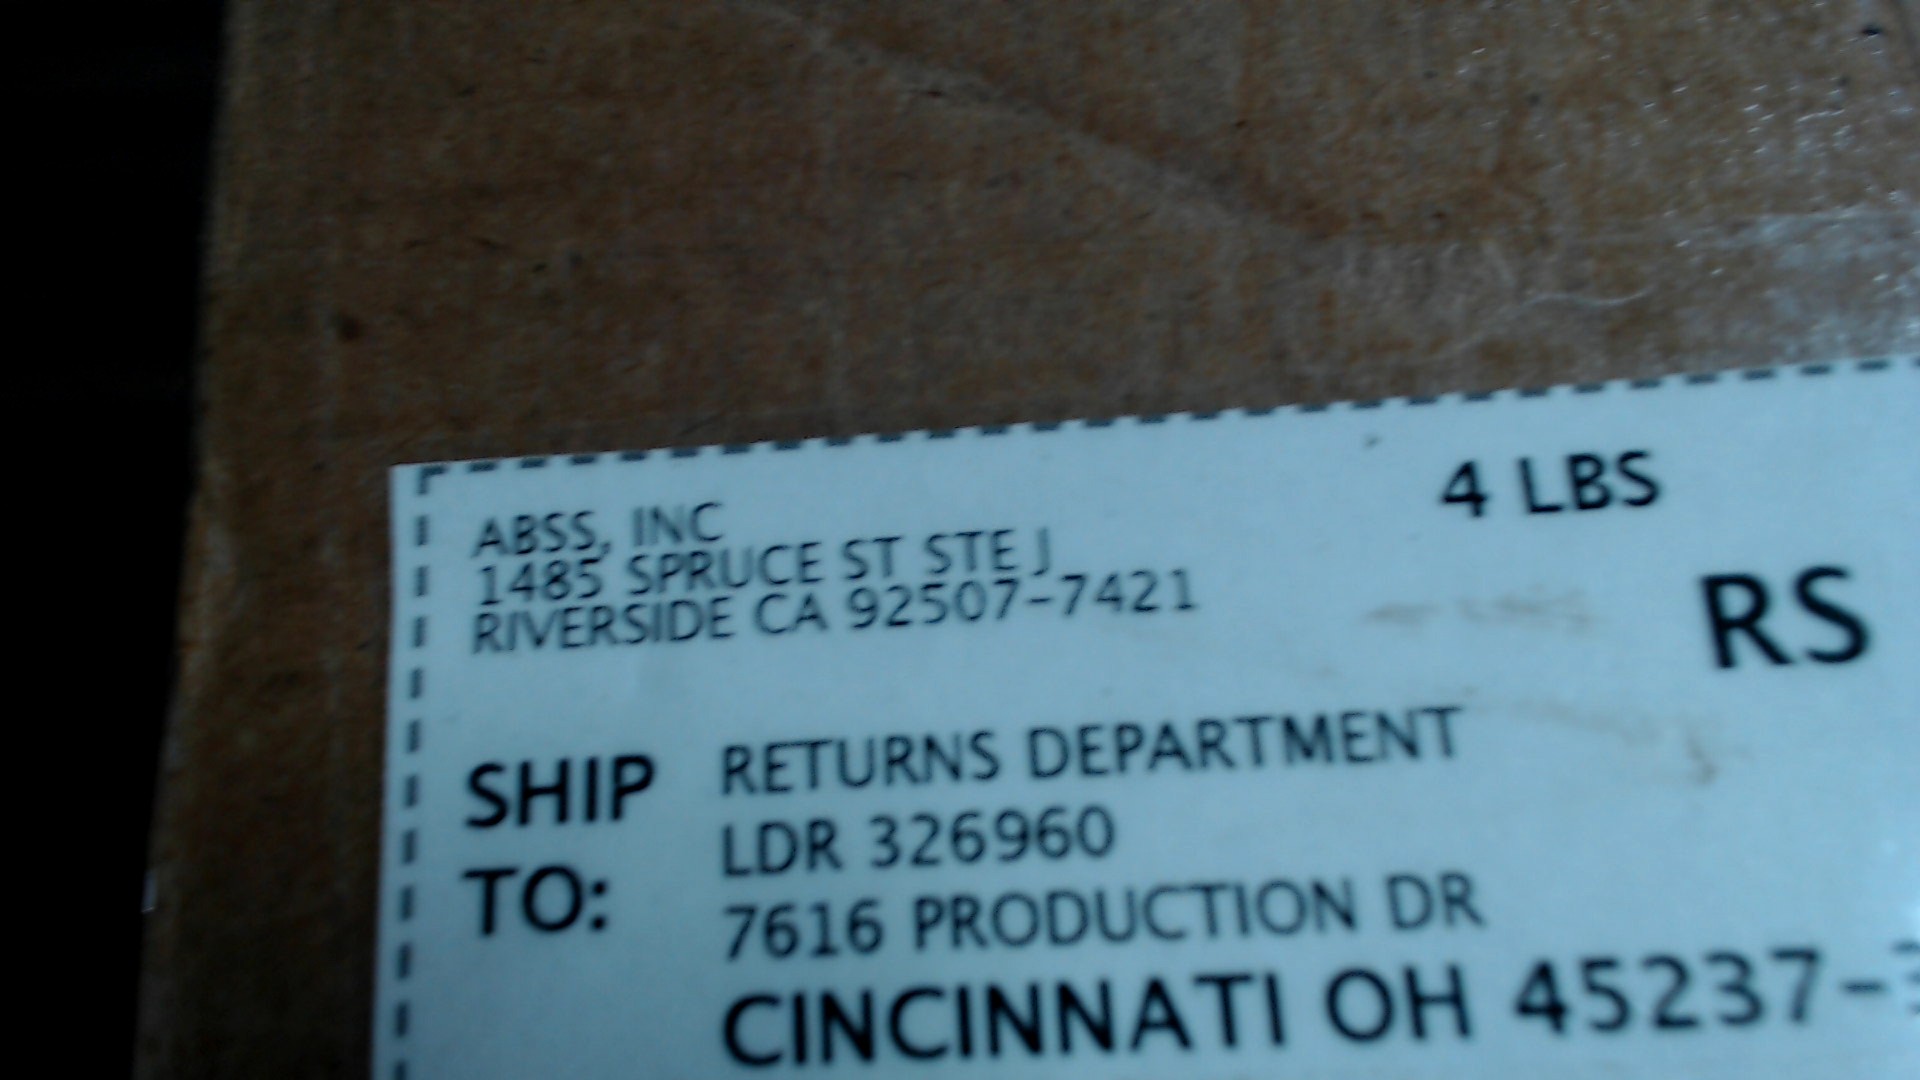 ABSS, INC
1485 SPRUCE ST STE J
RIVERSIDE CA 92507-7421
4 LBS
RS
SHIP TO:
RETURNS DEPARTMENT
LDR 326960
7616 PRODUCTION DR
CINCINNATI OH 45237-